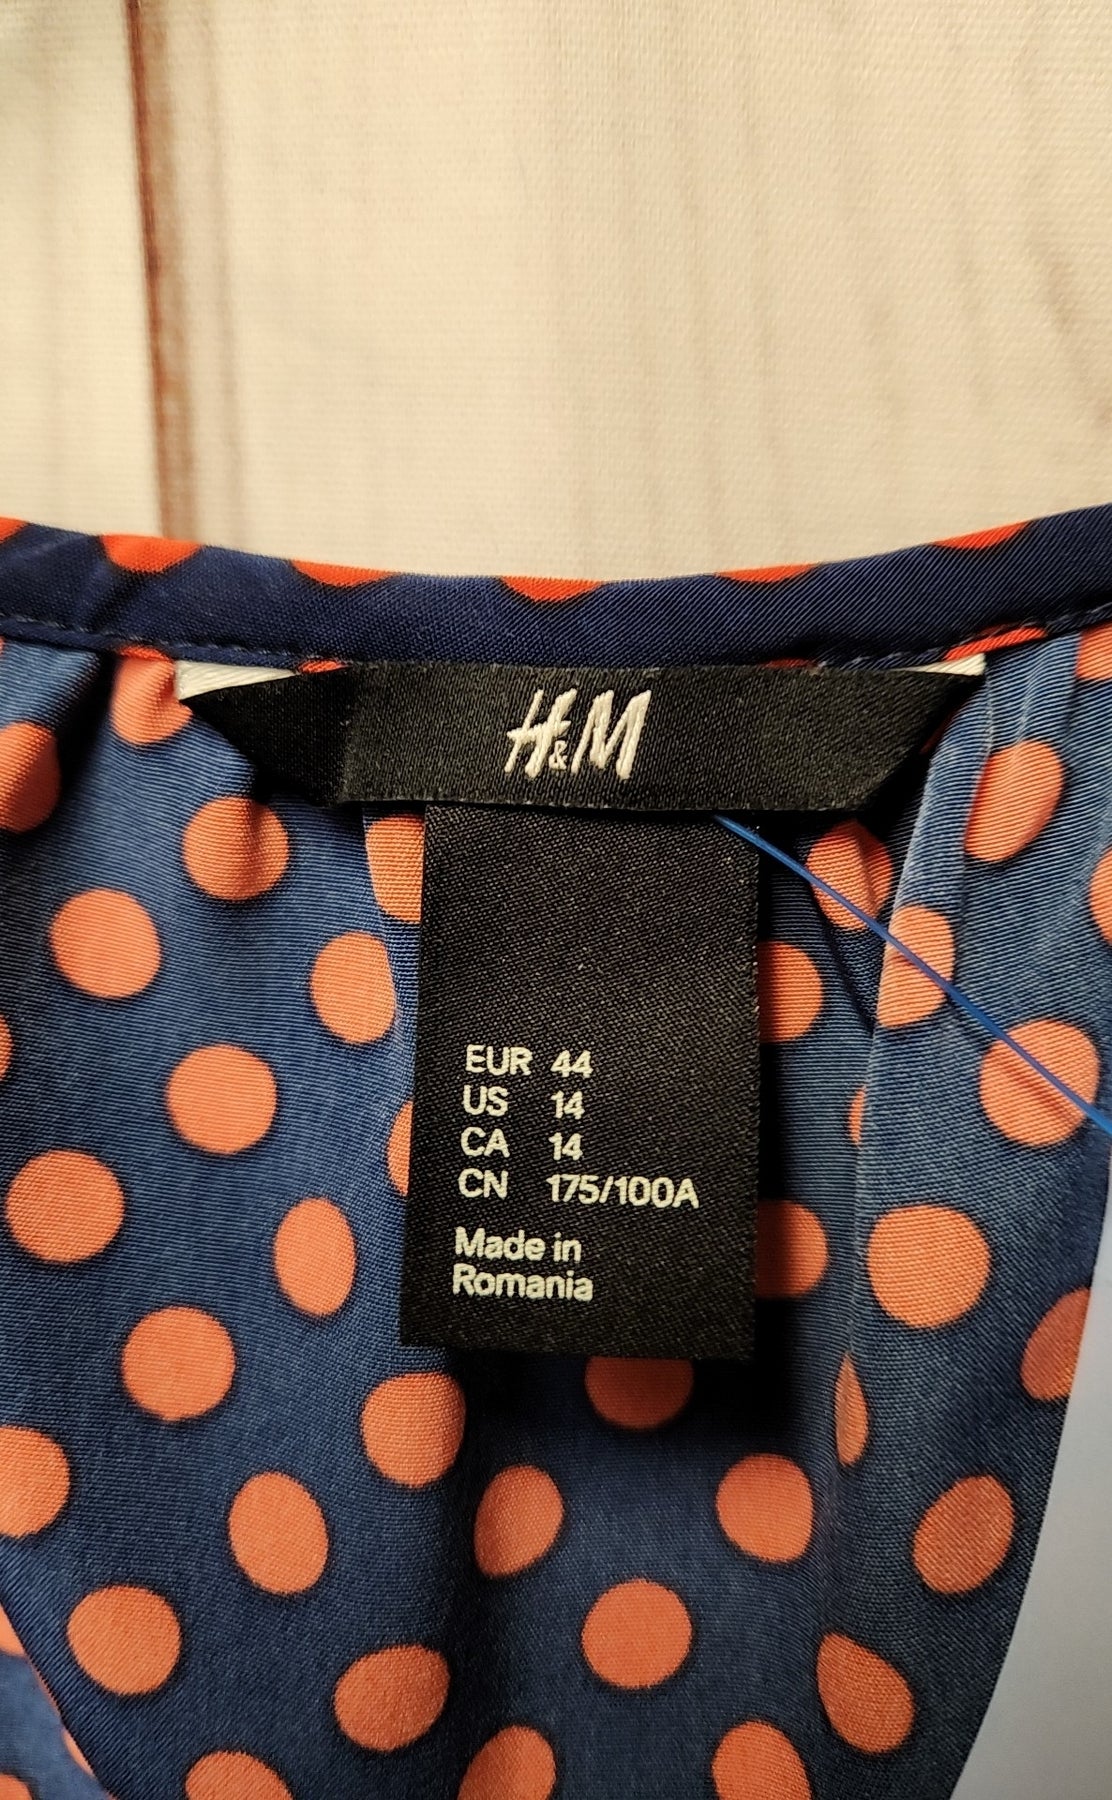 H&M
EUR 44
US 14
CA 14
CN 175/100A
Made in
Romania